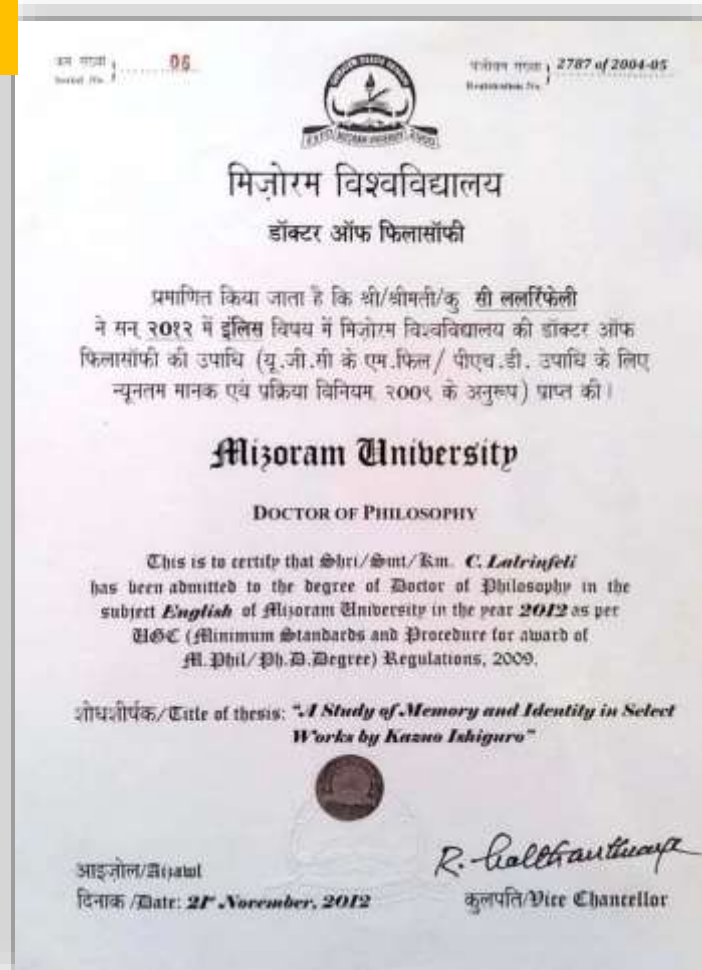 क्रम संख्या
Serial No. 06
पंजीयन संख्या
Registration No. 2787 of 2004-05
MIZORAM UNIVERSITY
मिज़ोरम विश्वविद्यालय
डॉक्टर ऑफ फिलासॉफी
प्रमाणित किया जाता है कि श्री/श्रीमती/कु सी ललरिंफेली
ने सन् २०१२ में इंलिस विषय में मिजोरम विश्वविद्यालय की डॉक्टर ऑफ
फिलासॉफी की उपाधि (यू.जी.सी के एम.फिल/ पीएच.डी. उपाधि के लिए
न्यूनतम मानक एवं प्रक्रिया विनियम, २००९ के अनुरूप) प्राप्त की।
Mizoram University
DOCTOR OF PHILOSOPHY
This is to certify that Shri/Smt/Km. C. Lalrinfeli
has been admitted to the degree of Doctor of Philosophy in the
subject English of Mizoram University in the year 2012 as per
UGC (Minimum Standards and Procedure for award of
M.Phil/Ph.D.Degree) Regulations, 2009.
शोधशीर्षक/Title of thesis: "A Study of Memory and Identity in Select
Works by Kazuo Ishiguro"
आइज़ोल/Aizawl
दिनाक /Date: 21st November, 2012
R. Lalthantluanga
कुलपति/Vice Chancellor